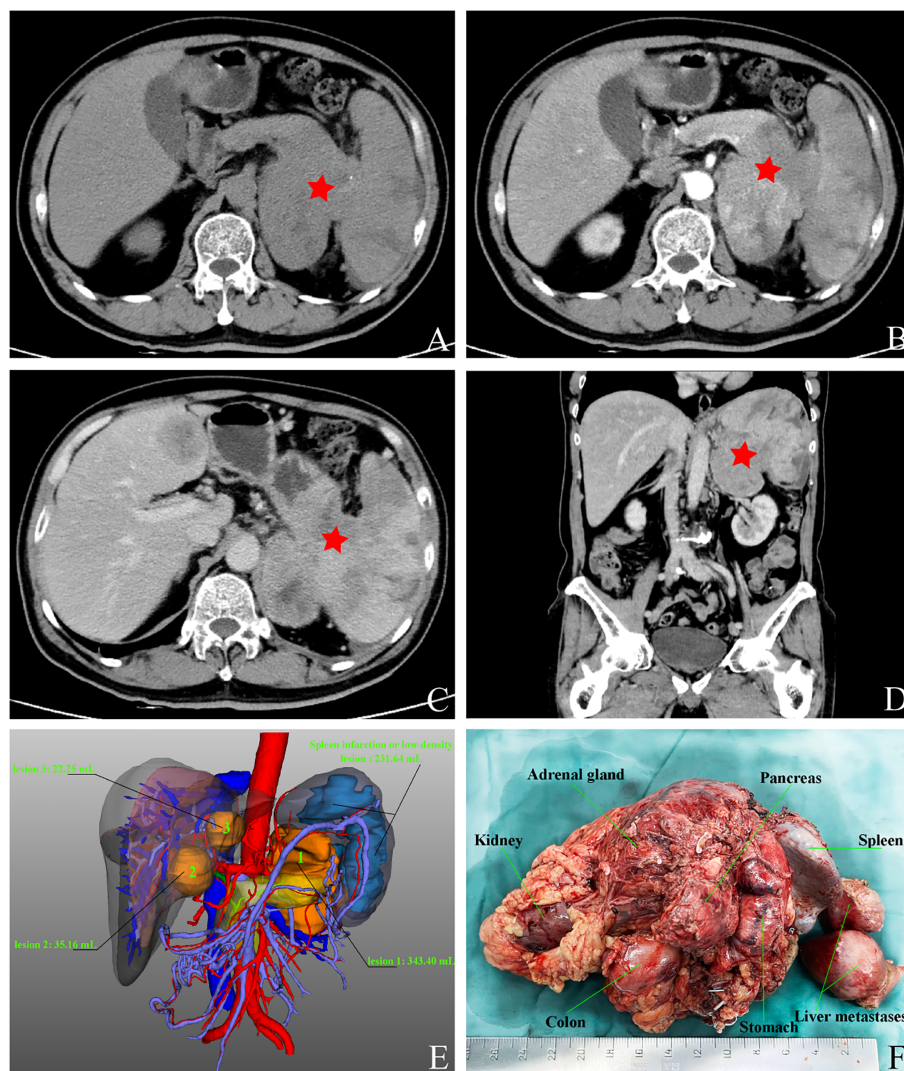 A
B
C
D
Spleen infarction or low-density
lesion : 231.64 mL
lesion 3: 22.25 mL
3
1
2
lesion 2: 35.16 mL
lesion 1: 343.40 mL
E
Adrenal gland
Pancreas
Kidney
Spleen
Colon
Stomach
Liver metastases
F